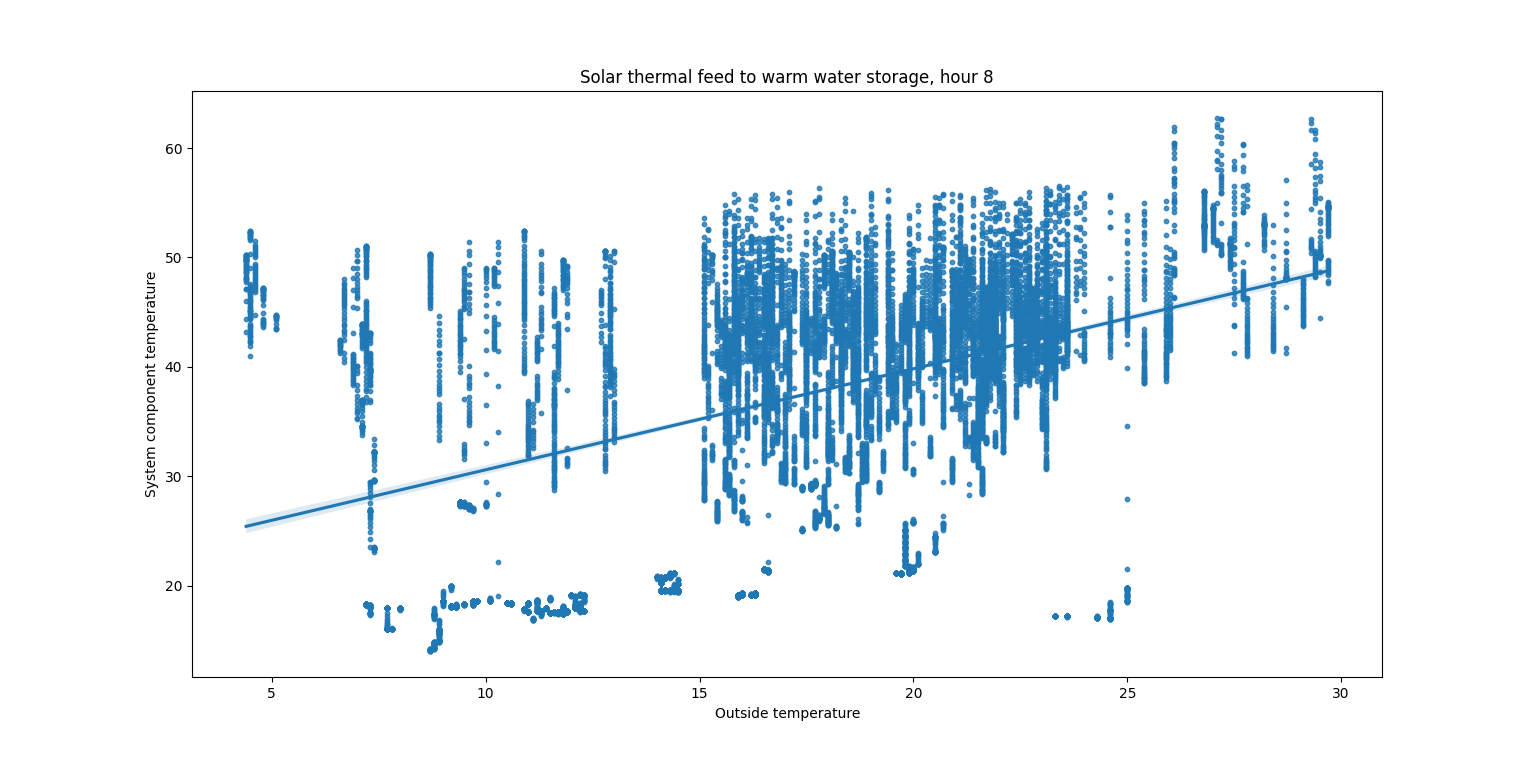 Solar thermal feed to warm water storage, hour 8
System component temperature
60
50
40
30
20
5 10 15 20 25 30
Outside temperature